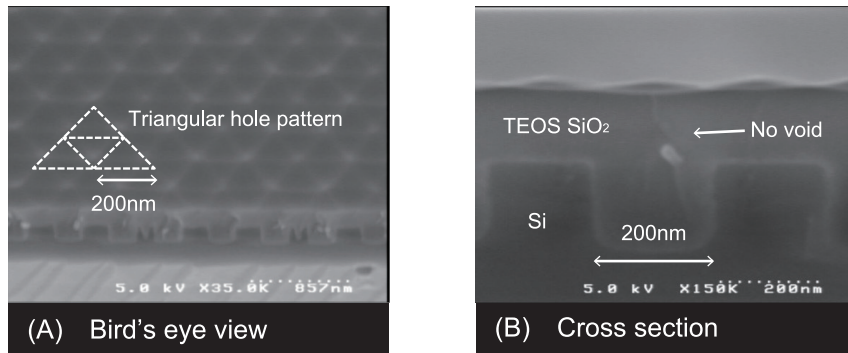 Triangular hole pattern
200nm
5.0 kV X35.0K 857nm
(A) Bird's eye view
TEOS SiO₂
No void
Si
200nm
5.0 kV X150K 200nm
(B) Cross section